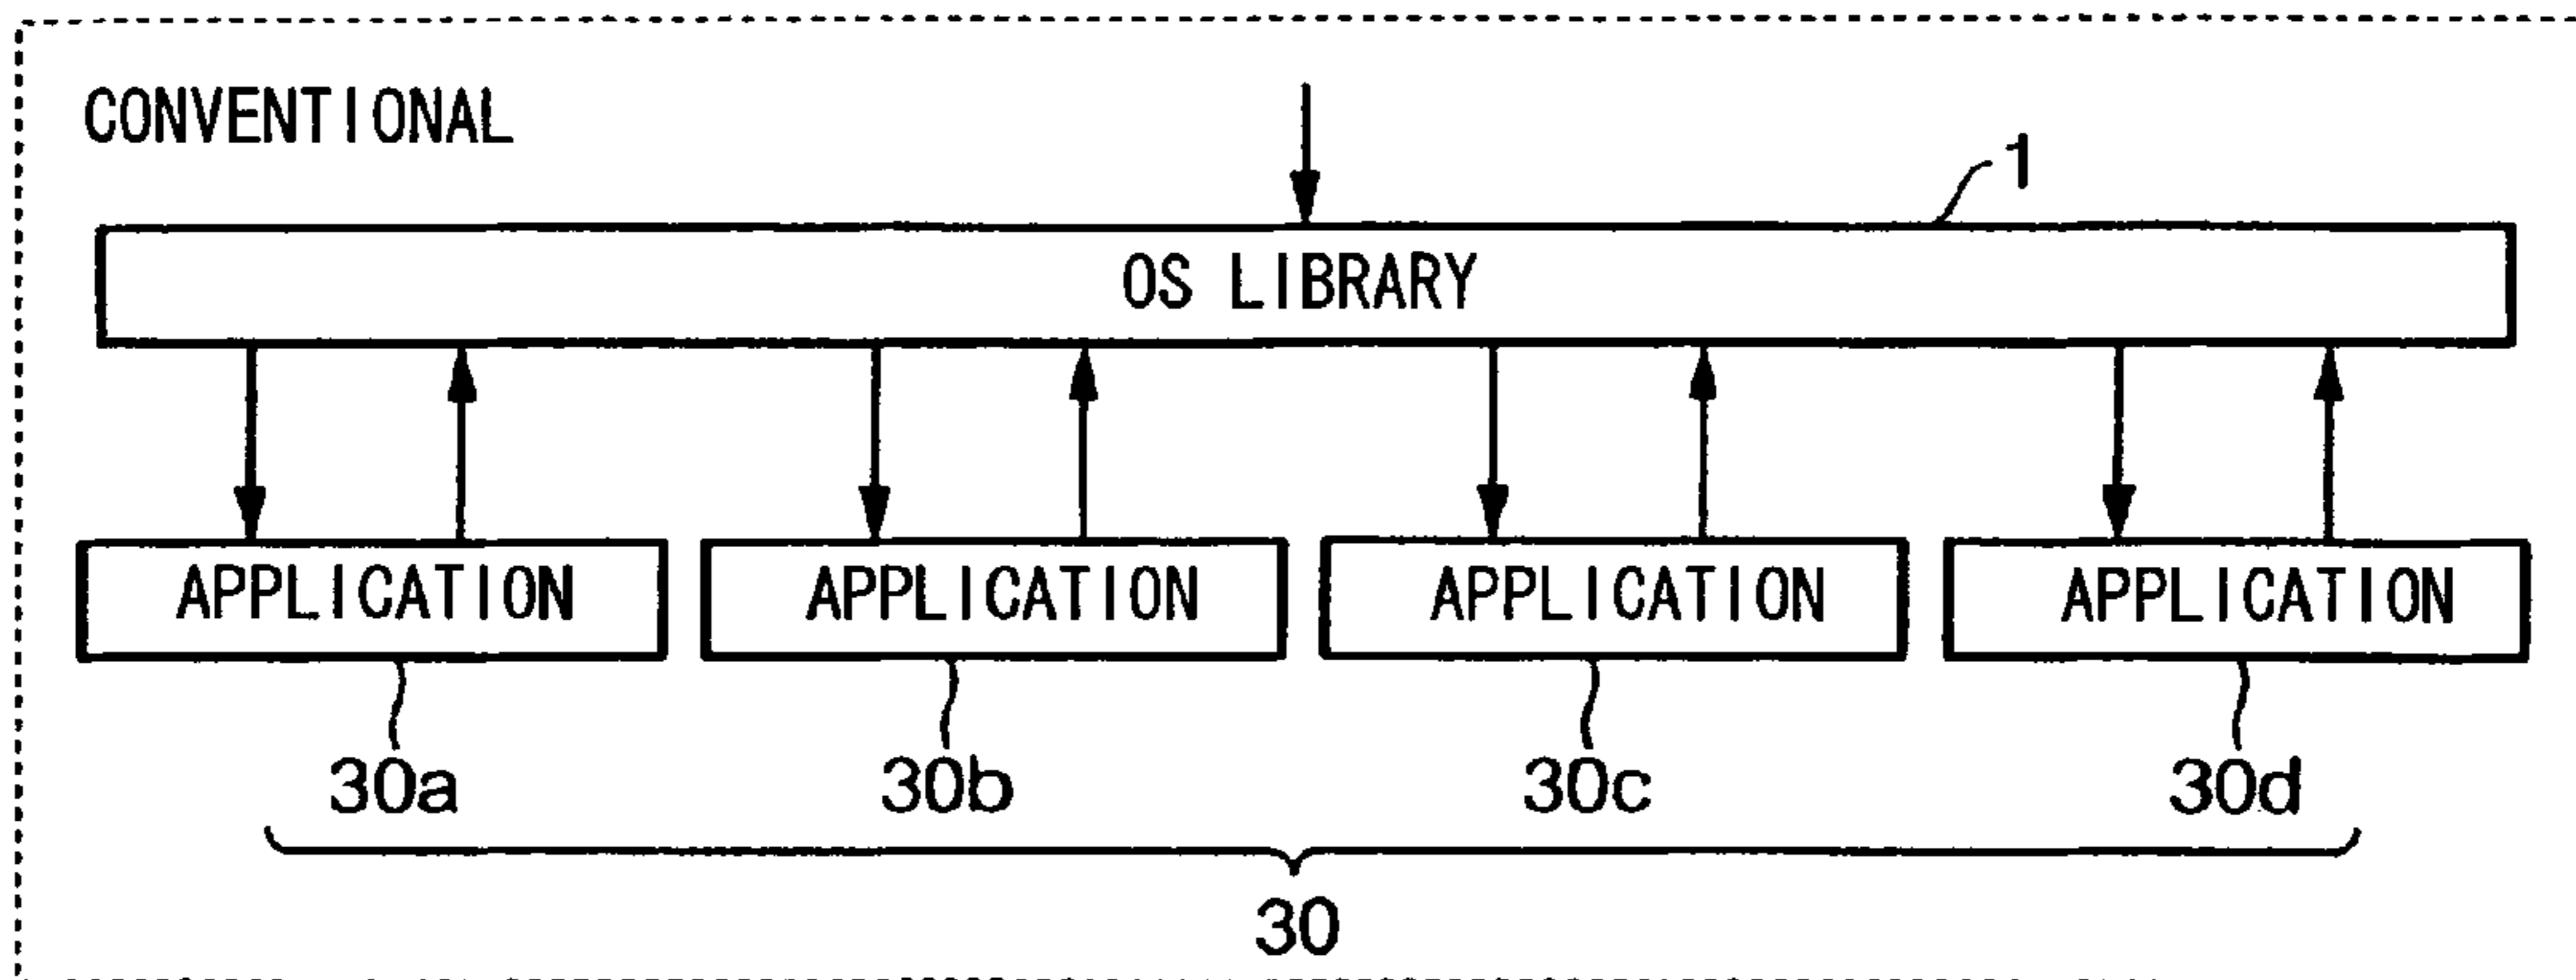 CONVENTIONAL
1
OS LIBRARY
APPLICATION APPLICATION APPLICATION APPLICATION
30a 30b 30c 30d
30